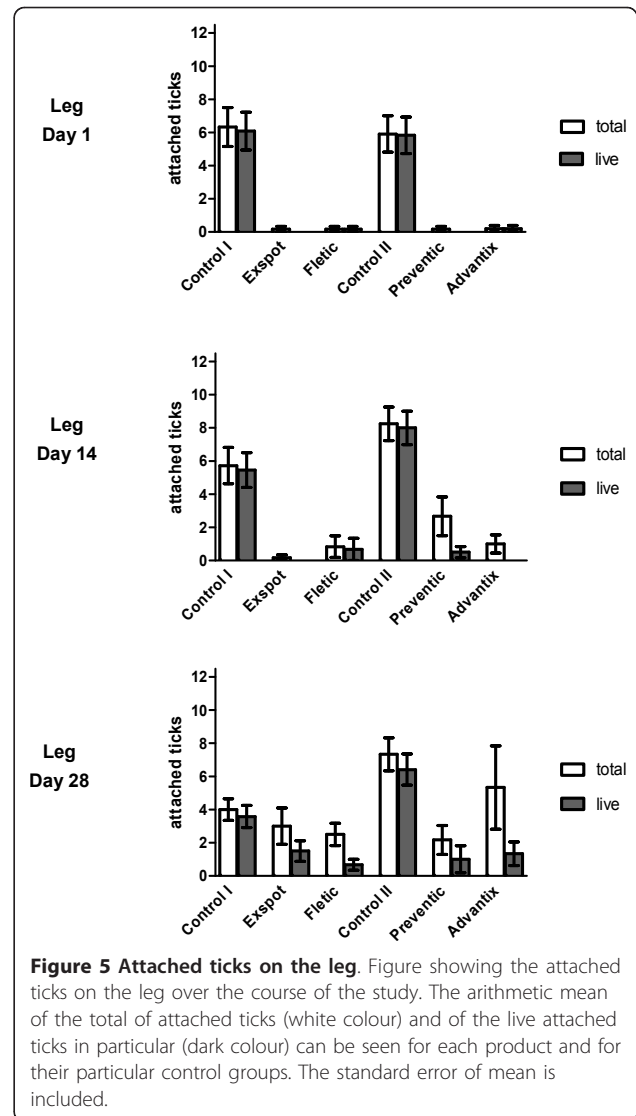 Leg
Day 1
attached ticks
12
10
8
6
4
2
0
Control I
Exspot
Fletic
Control II
Preventic
Advantix
total
live
Leg
Day 14
attached ticks
12
10
8
6
4
2
0
Control I
Exspot
Fletic
Control II
Preventic
Advantix
total
live
Leg
Day 28
attached ticks
12
10
8
6
4
2
0
Control I
Exspot
Fletic
Control II
Preventic
Advantix
total
live
Figure 5 Attached ticks on the leg. Figure showing the attached
ticks on the leg over the course of the study. The arithmetic mean
of the total of attached ticks (white colour) and of the live attached
ticks in particular (dark colour) can be seen for each product and for
their particular control groups. The standard error of mean is
included.